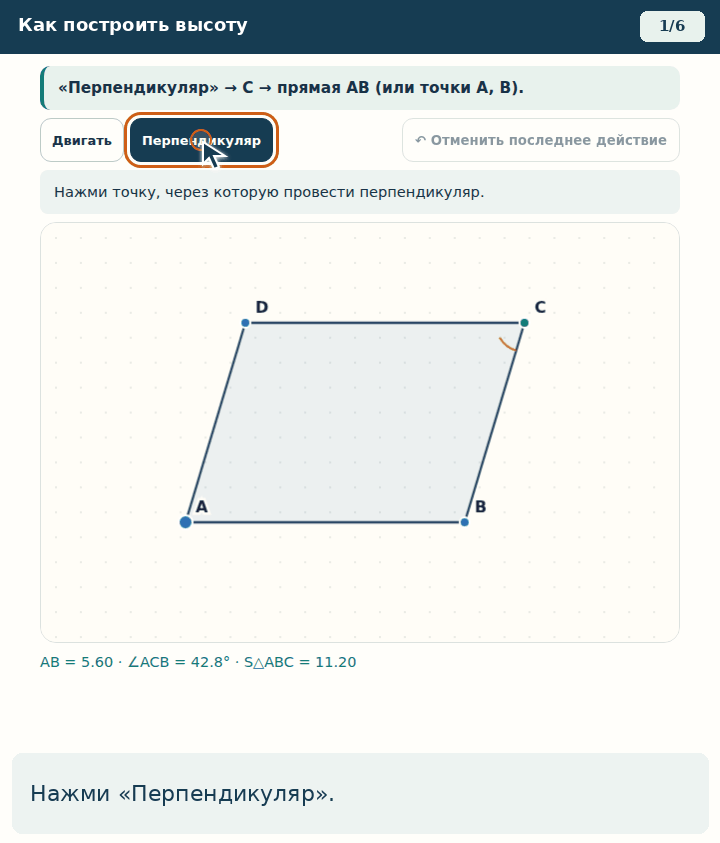 Как построить высоту
1/6
«Перпендикуляр» → C → прямая AB (или точки A, B).
Двигать
Перпендикуляр
↶ Отменить последнее действие
Нажми точку, через которую провести перпендикуляр.
D
C
A
B
AB = 5.60 · ∠ACB = 42.8° · S△ABC = 11.20
Нажми «Перпендикуляр».